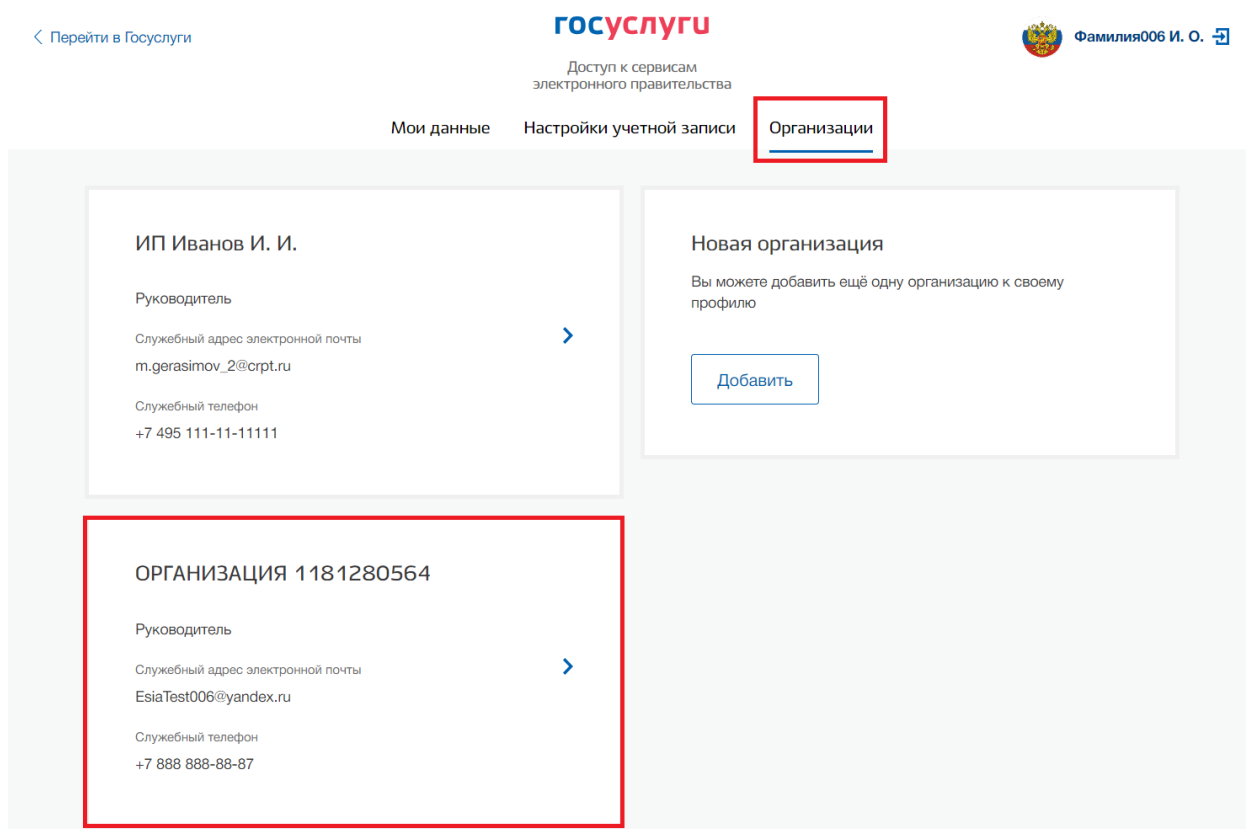 Перейти в Госуслуги
госуслуги
Фамилия006 И. О.
Доступ к сервисам
электронного правительства
Мои данные
Настройки учетной записи
Организации
ИП Иванов И. И.
Руководитель
Служебный адрес электронной почты
m.gerasimov_2@crpt.ru
Служебный телефон
+7 495 111-11-11111
Новая организация
Вы можете добавить ещё одну организацию к своему
профилю
Добавить
ОРГАНИЗАЦИЯ 1181280564
Руководитель
Служебный адрес электронной почты
EsiaTest006@yandex.ru
Служебный телефон
+7 888 888-88-87